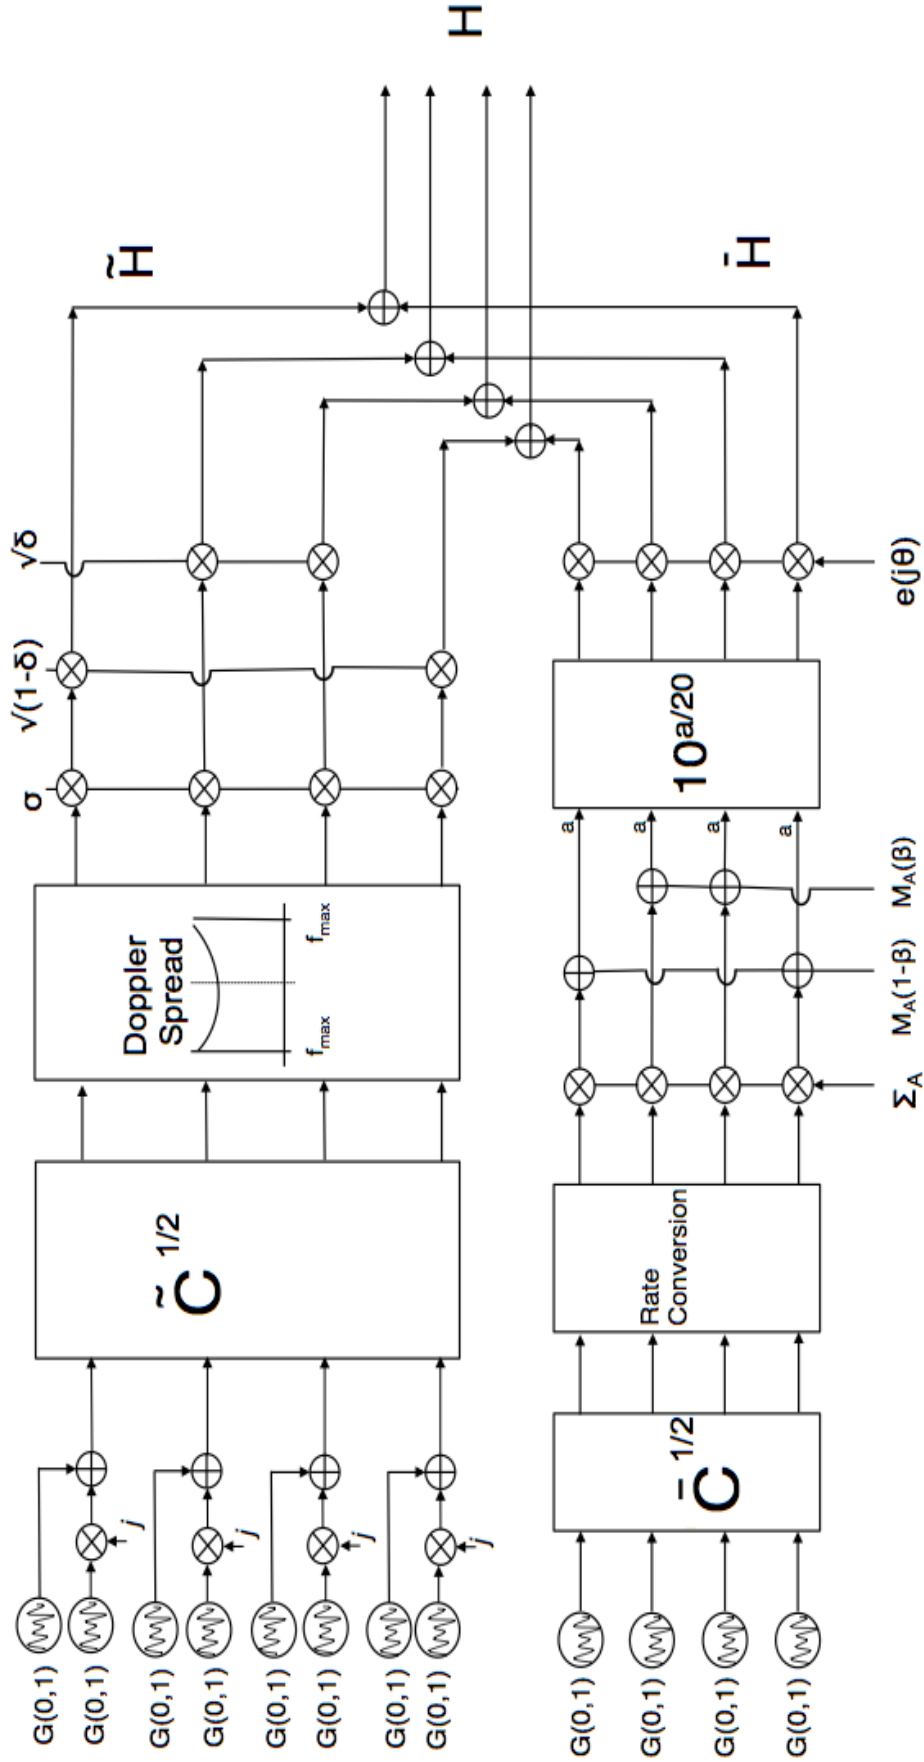 G(0,1)
G(0,1)
G(0,1)
G(0,1)
G(0,1)
G(0,1)
G(0,1)
G(0,1)
j
j
j
j
C̃ 1/2
Doppler
Spread
f max
f max
σ
√(1-δ)
√δ
H̃
H
G(0,1)
G(0,1)
G(0,1)
G(0,1)
C̄ 1/2
Rate
Conversion
Σ_A
M_A(1-β)
M_A(β)
a
a
a
a
10^a/20
e(jθ)
H̄